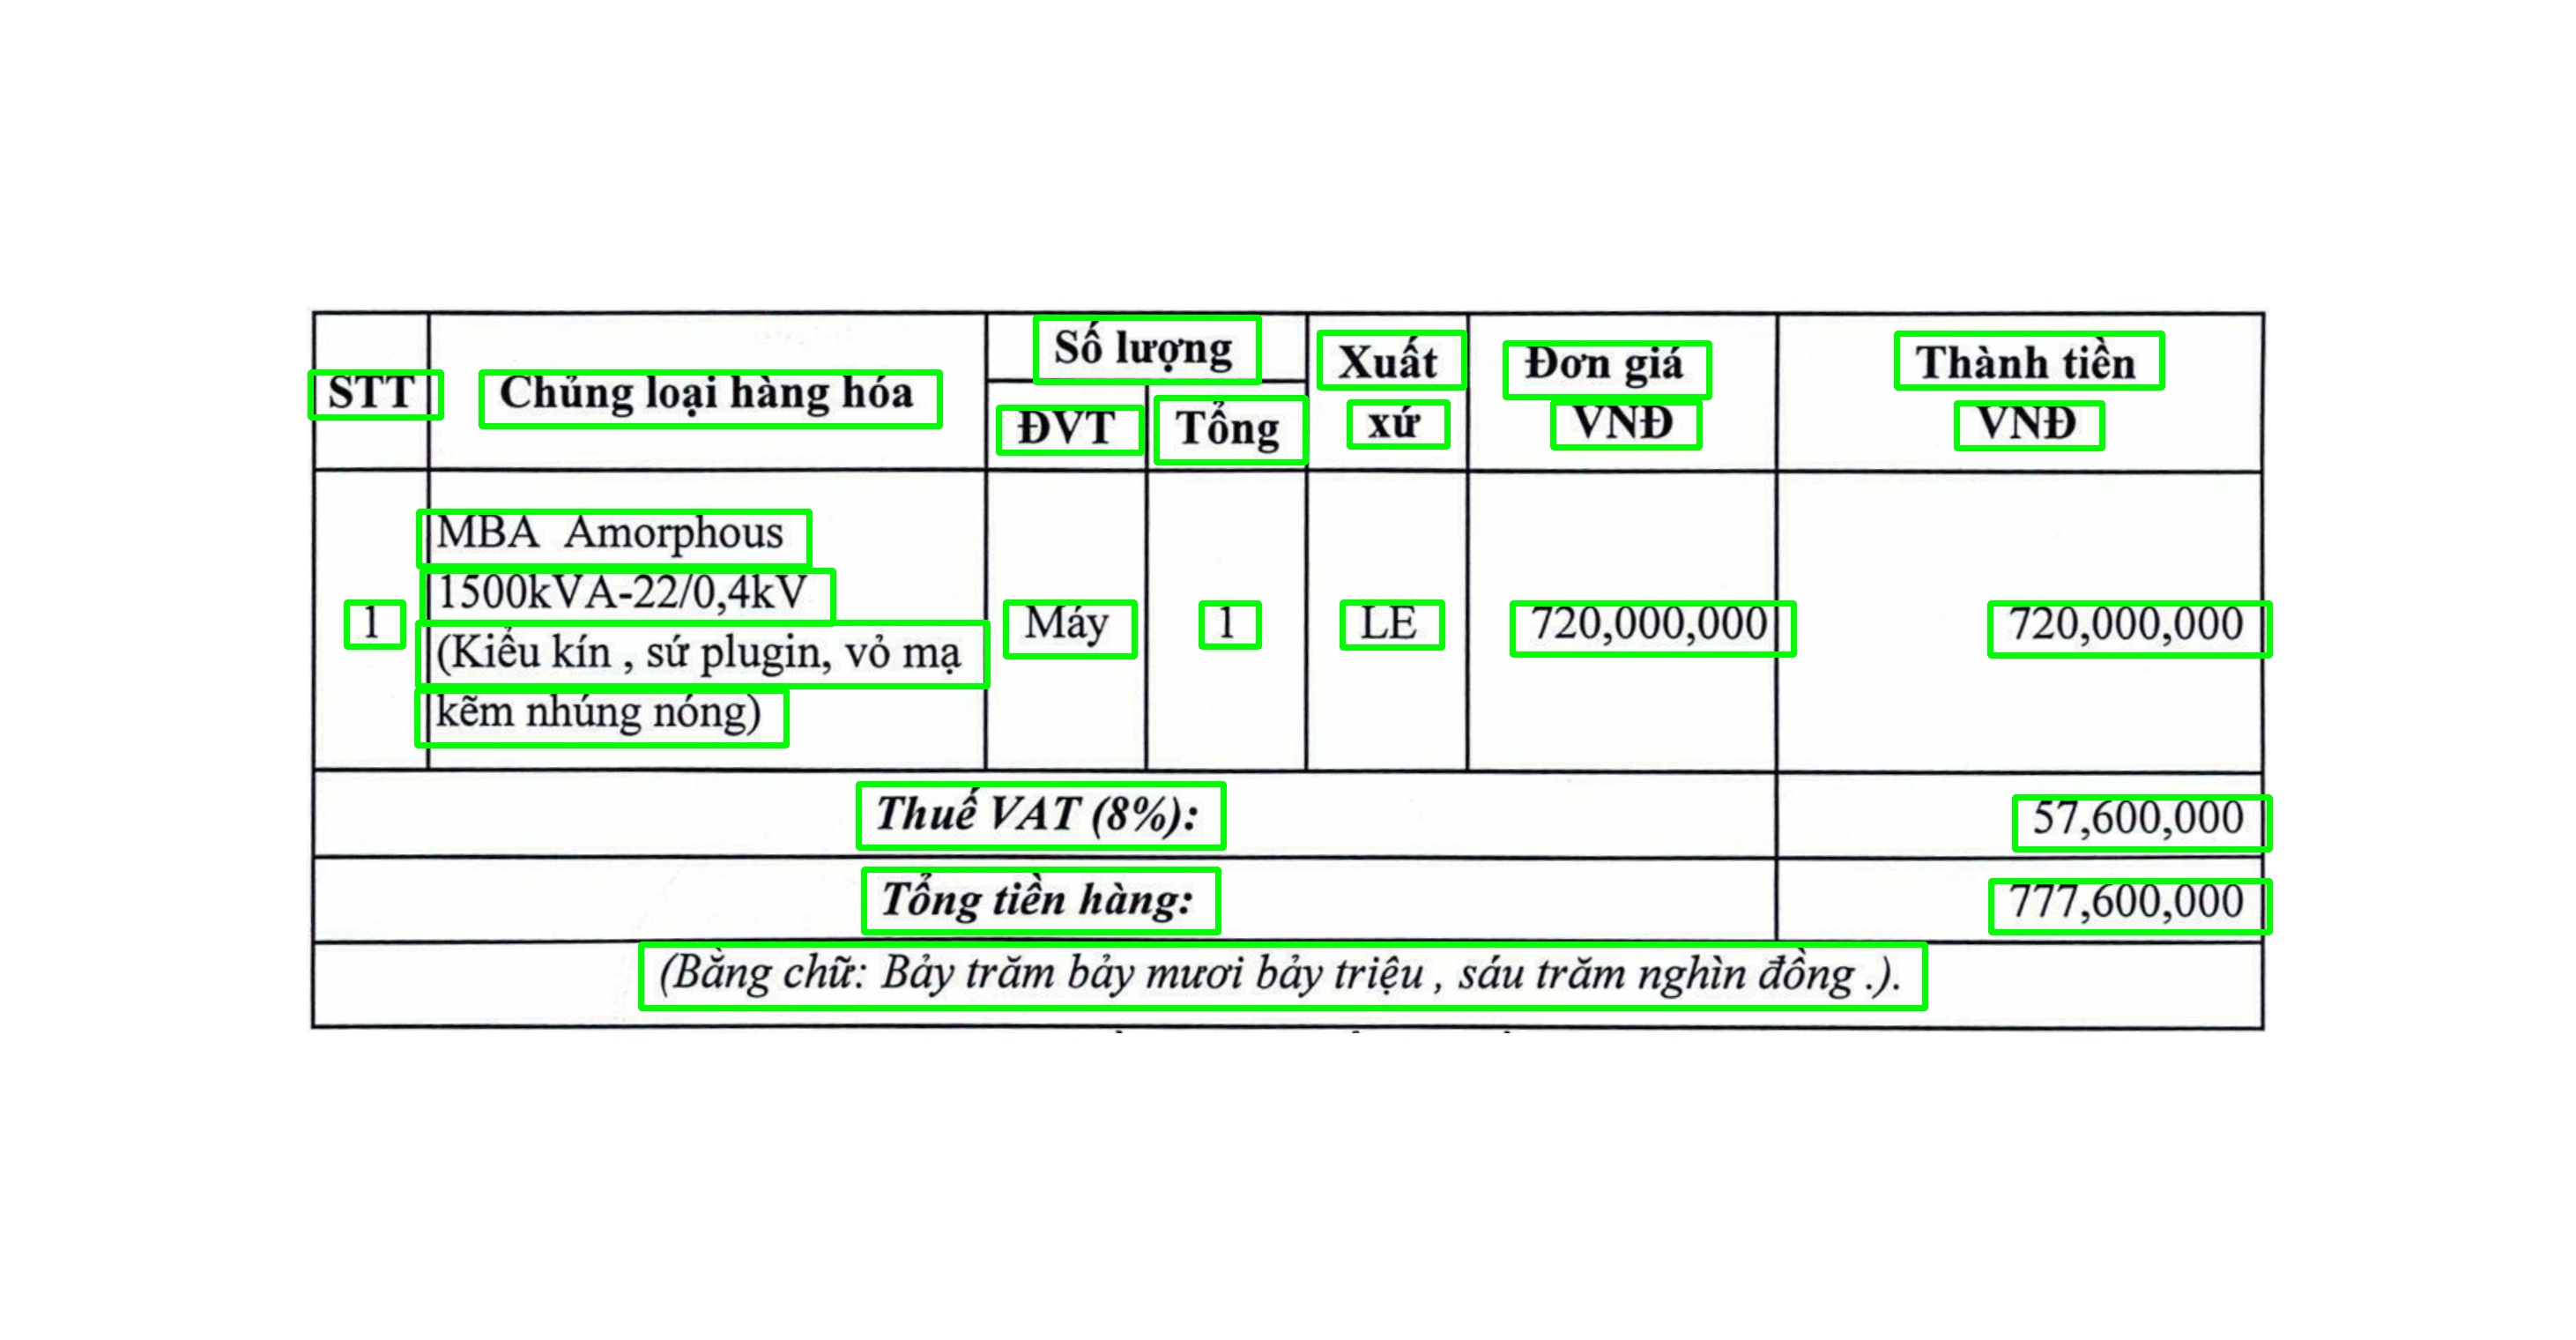 STT
Chủng loại hàng hóa
Số lượng
ĐVT
Tổng
Xuất
xứ
Đơn giá
VNĐ
Thành tiền
VNĐ
1
MBA Amorphous
1500kVA-22/0,4kV
(Kiểu kín , sứ plugin, vỏ mạ
kẽm nhúng nóng)
Máy
1
LE
720,000,000
720,000,000
Thuế VAT (8%):
57,600,000
Tổng tiền hàng:
777,600,000
(Bằng chữ: Bảy trăm bảy mươi bảy triệu , sáu trăm nghìn đồng .).